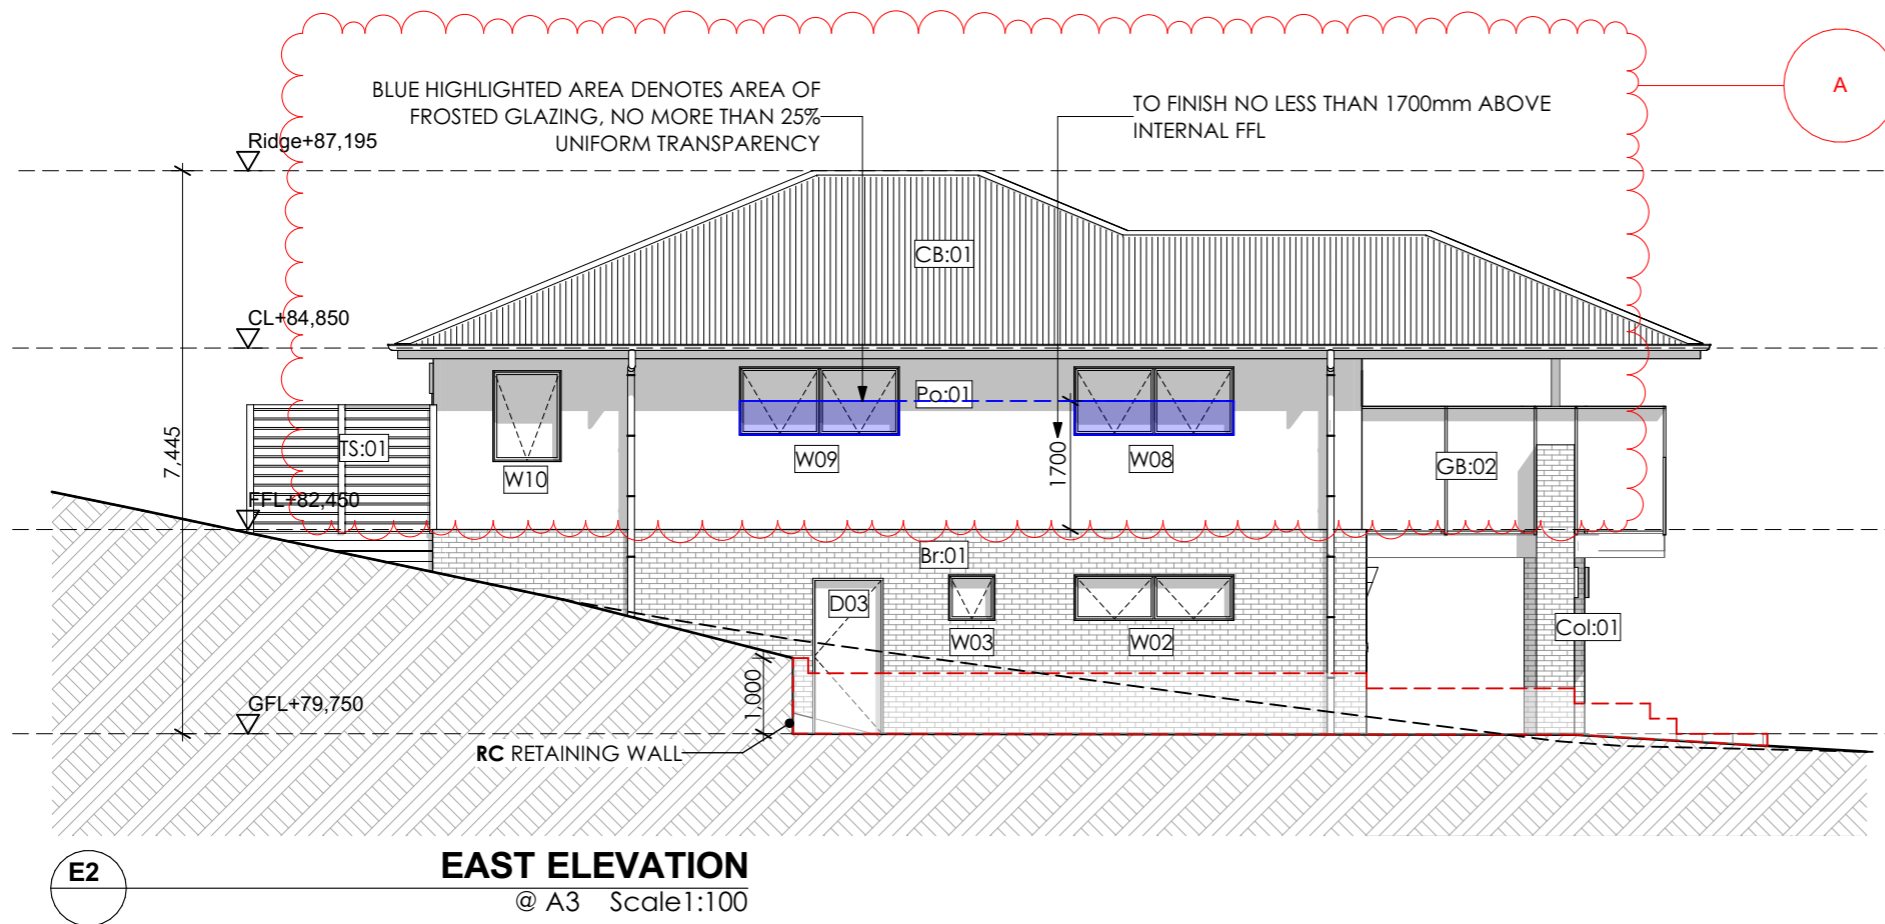 BLUE HIGHLIGHTED AREA DENOTES AREA OF
FROSTED GLAZING, NO MORE THAN 25%
UNIFORM TRANSPARENCY
TO FINISH NO LESS THAN 1700mm ABOVE
INTERNAL FFL
A
Ridge+87,195
CB:01
CL+84,850
Po:01
7,445
TS:01
W10
W09
1700
W08
GB:02
FFL+82,450
Br:01
D03
W03
W02
Col:01
1,000
GFL+79,750
RC RETAINING WALL
E2
EAST ELEVATION
@ A3 Scale1:100